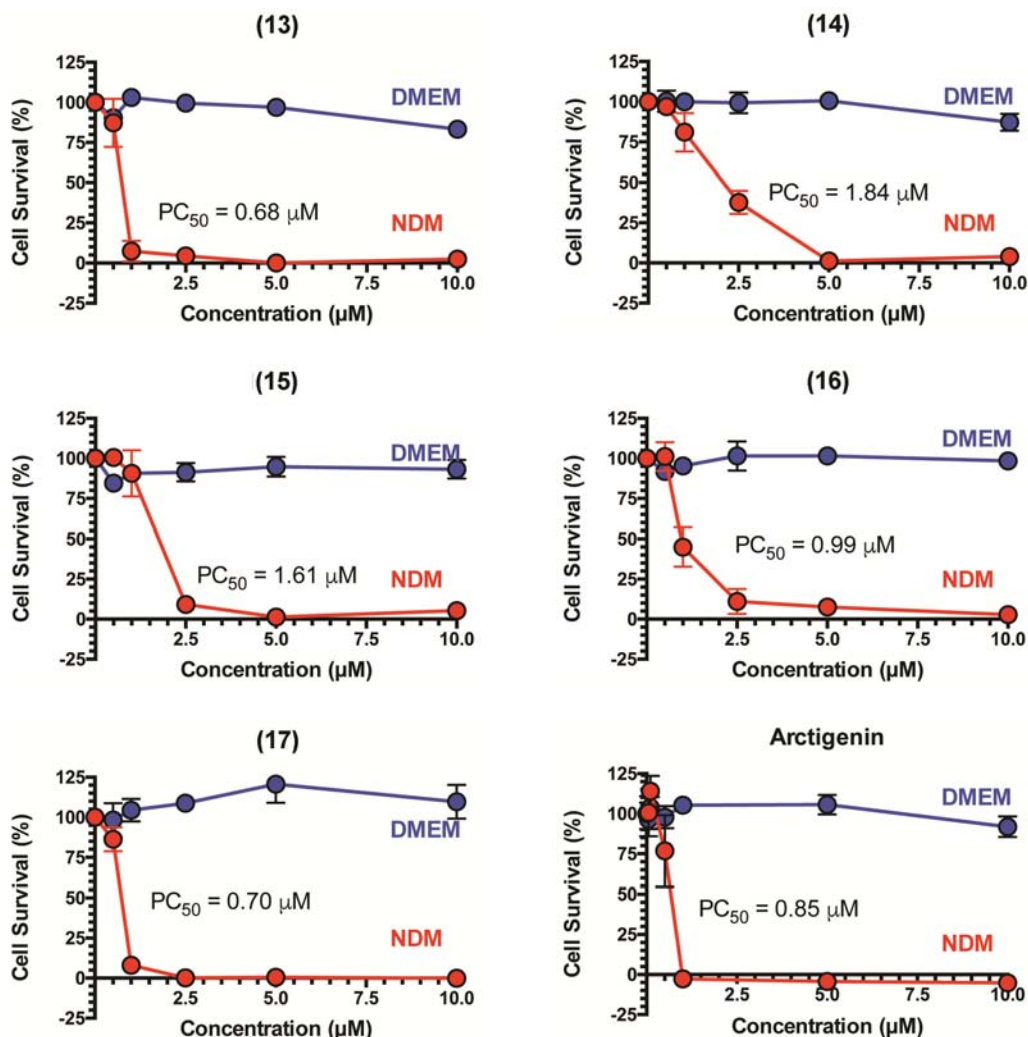 (13)
125
100
75
50
25
0
-25
Cell Survival (%)
DMEM
PC50 = 0.68 µM
NDM
2.5
5.0
7.5
10.0
Concentration (µM)
(14)
125
100
75
50
25
0
-25
Cell Survival (%)
DMEM
PC50 = 1.84 µM
NDM
2.5
5.0
7.5
10.0
Concentration (µM)
(15)
125
100
75
50
25
0
-25
Cell Survival (%)
DMEM
PC50 = 1.61 µM
NDM
2.5
5.0
7.5
10.0
Concentration (µM)
(16)
125
100
75
50
25
0
-25
Cell Survival (%)
DMEM
PC50 = 0.99 µM
NDM
2.5
5.0
7.5
10.0
Concentration (µM)
(17)
125
100
75
50
25
0
-25
Cell Survival (%)
DMEM
PC50 = 0.70 µM
NDM
2.5
5.0
7.5
10.0
Concentration (µM)
Arctigenin
125
100
75
50
25
0
-25
Cell Survival (%)
DMEM
PC50 = 0.85 µM
NDM
2.5
5.0
7.5
10.0
Concentration (µM)